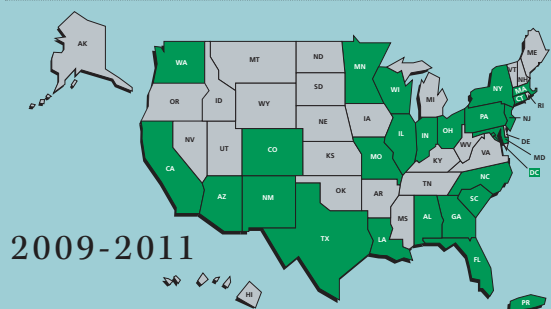 AK
WA
MT
ND
MN
ME
VT
NH
OR
ID
SD
WI
MI
NY
MA
CT
RI
WY
IA
PA
NJ
NV
NE
IL
IN
OH
DE
UT
CO
KS
MO
WV
VA
MD
KY
DC
CA
NC
TN
AZ
NM
OK
AR
SC
MS
AL
GA
TX
LA
FL
2009-2011
HI
PR